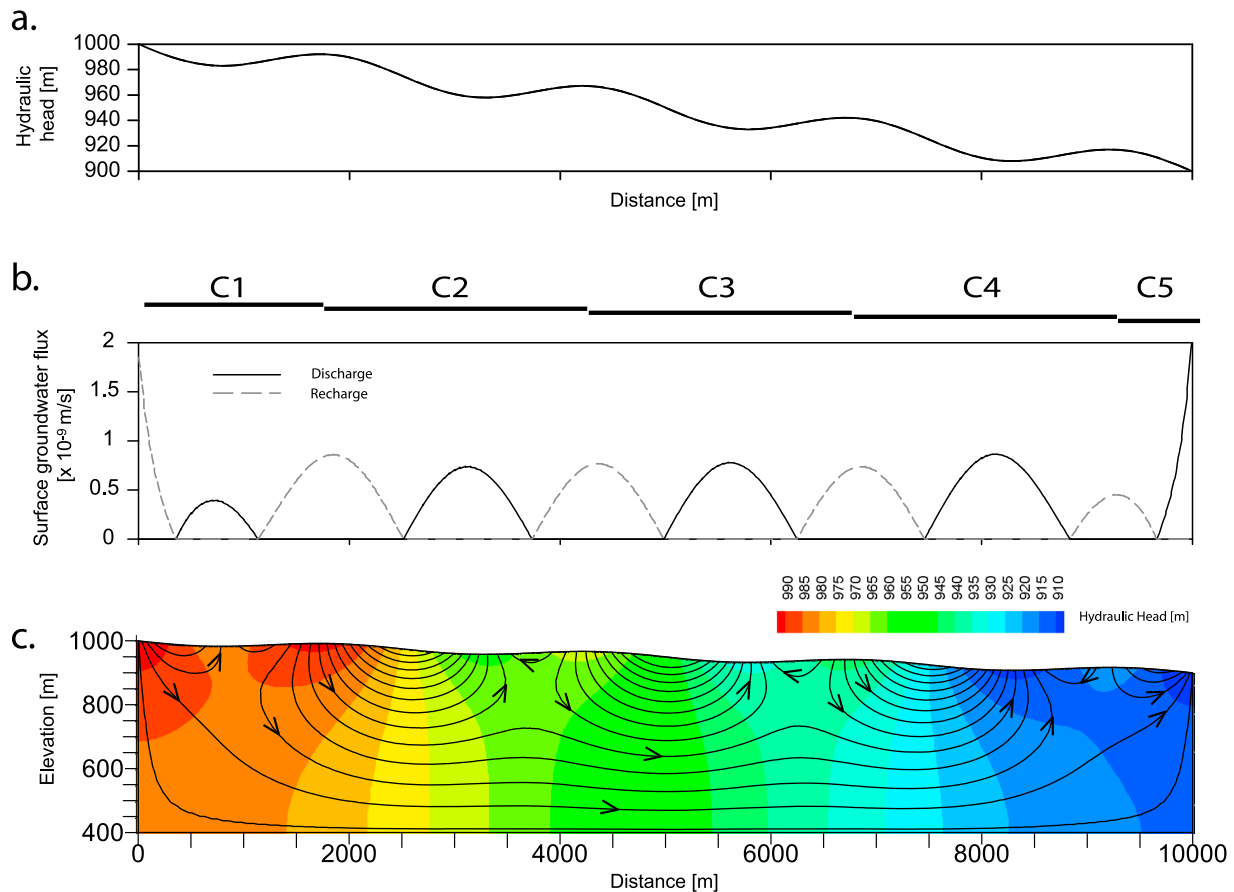 a.
1000
980
960
940
920
900
Hydraulic
head [m]
Distance [m]
b.
C1
C2
C3
C4
C5
2
1.5
1
0.5
0
Surface groundwater flux
[x 10⁻⁹ m/s]
Discharge
Recharge
990 985 980 975 970 965 960 955 950 945 940 935 930 925 920 915 910
Hydraulic Head [m]
c.
1000
800
600
400
Elevation [m]
0 2000 4000 6000 8000 10000
Distance [m]